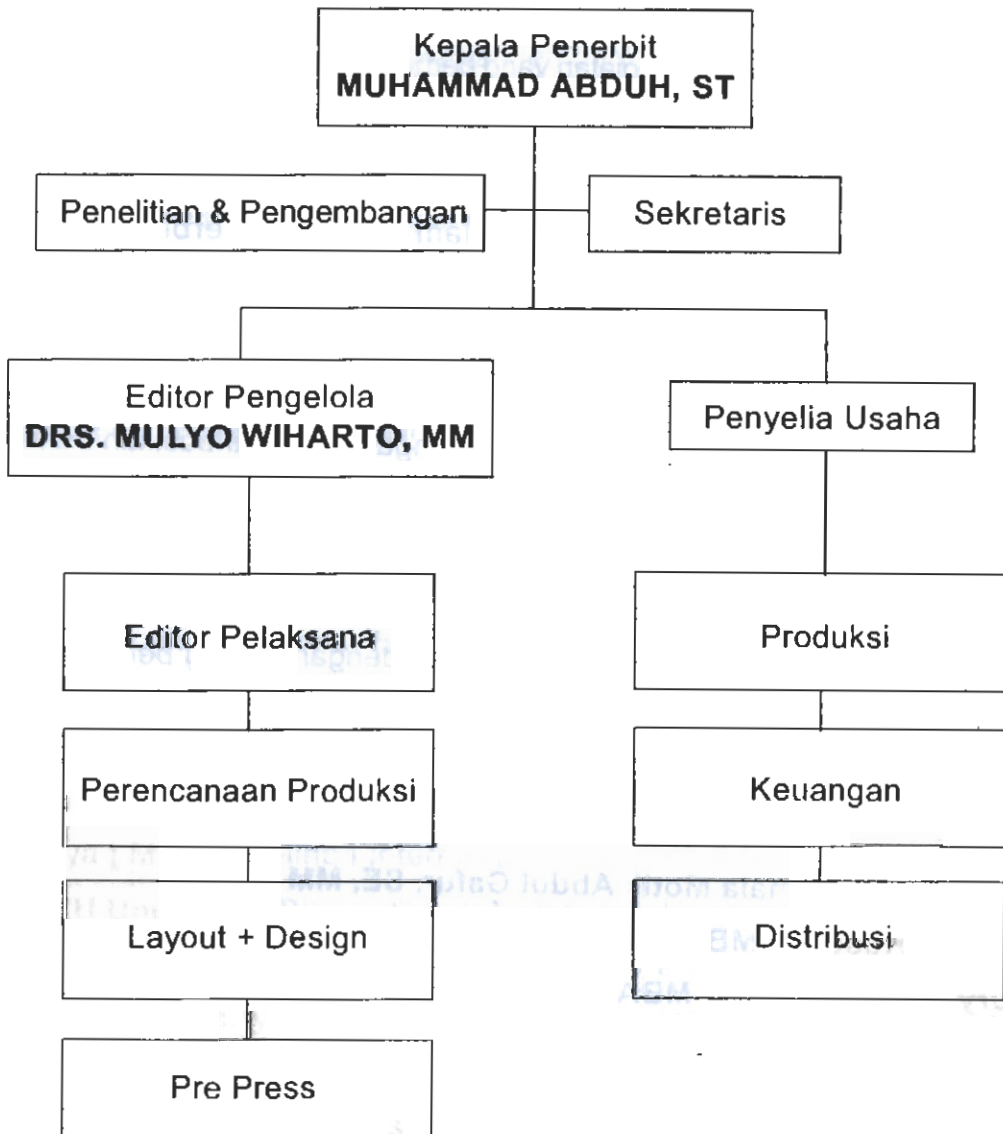 Kepala Penerbit
MUHAMMAD ABDUH, ST
Penelitian & Pengembangan
Sekretaris
Editor Pengelola
DRS. MULYO WIHARTO, MM
Penyelia Usaha
Editor Pelaksana
Produksi
Perencanaan Produksi
Keuangan
Layout + Design
Distribusi
Pre Press